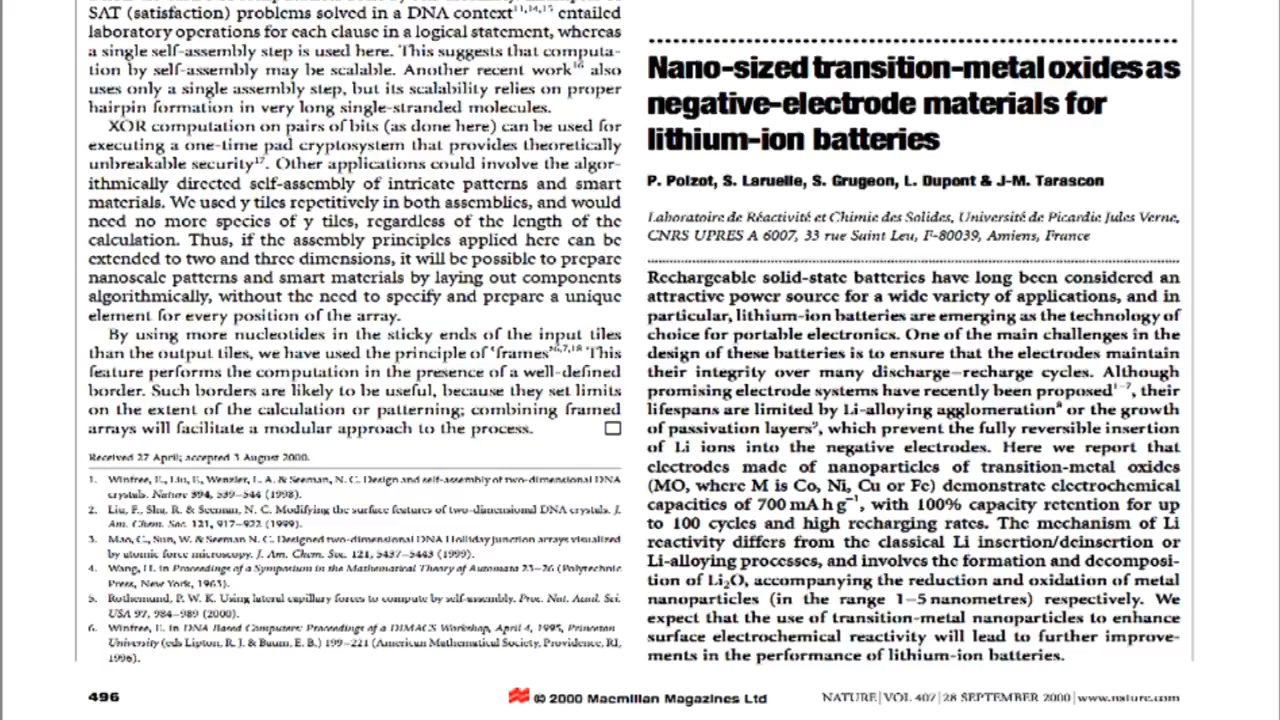 SAT (satisfaction) problems solved in a DNA context11,14,15 entailed
laboratory operations for each clause in a logical statement, whereas
a single self-assembly step is used here. This suggests that computa-
tion by self-assembly may be scalable. Another recent work16 also
uses only a single assembly step, but its scalability relies on proper
hairpin formation in very long single-stranded molecules.
XOR computation on pairs of bits (as done here) can be used for
executing a one-time pad cryptosystem that provides theoretically
unbreakable security17. Other applications could involve the algor-
ithmically directed self-assembly of intricate patterns and smart
materials. We used y tiles repetitively in both assemblies, and would
need no more species of y tiles, regardless of the length of the
calculation. Thus, if the assembly principles applied here can be
extended to two and three dimensions, it will be possible to prepare
nanoscale patterns and smart materials by laying out components
algorithmically, without the need to specify and prepare a unique
element for every position of the array.
By using more nucleotides in the sticky ends of the input tiles
than the output tiles, we have used the principle of 'frames'6,7,18 This
feature performs the computation in the presence of a well-defined
border. Such borders are likely to be useful, because they set limits
on the extent of the calculation or patterning; combining framed
arrays will facilitate a modular approach to the process.
Received 27 April; accepted 3 August 2000.
1. Winfree, E., Liu, F., Wenzler, L. A. & Seeman, N. C. Design and self-assembly of two-dimensional DNA
crystals. Nature 394, 539–544 (1998).
2. Liu, F., Sha, R. & Seeman, N. C. Modifying the surface features of two-dimensional DNA crystals. J.
Am. Chem. Soc. 121, 917–922 (1999).
3. Mao, C., Sun, W. & Seeman N. C. Designed two-dimensional DNA Holliday junction arrays visualized
by atomic force microscopy. J. Am. Chem. Soc. 121, 5437–5443 (1999).
4. Wang, H. in Proceedings of a Symposium in the Mathematical Theory of Automata 23–26 (Polytechnic
Press, New York, 1963).
5. Rothemund, P. W. K. Using lateral capillary forces to compute by self-assembly. Proc. Nat. Acad. Sci.
USA 97, 984–989 (2000).
6. Winfree, E. in DNA Based Computers: Proceedings of a DIMACS Workshop, April 4, 1995, Princeton
University (eds Lipton, R. J. & Baum, E. B.) 199–221 (American Mathematical Society, Providence, RI,
1996).
Nano-sized transition-metal oxides as
negative-electrode materials for
lithium-ion batteries
P. Poizot, S. Laruelle, S. Grugeon, L. Dupont & J-M. Tarascon
Laboratoire de Réactivité et Chimie des Solides, Université de Picardie Jules Verne,
CNRS UPRES A 6007, 33 rue Saint Leu, F-80039, Amiens, France
Rechargeable solid-state batteries have long been considered an
attractive power source for a wide variety of applications, and in
particular, lithium-ion batteries are emerging as the technology of
choice for portable electronics. One of the main challenges in the
design of these batteries is to ensure that the electrodes maintain
their integrity over many discharge–recharge cycles. Although
promising electrode systems have recently been proposed1–7, their
lifespans are limited by Li-alloying agglomeration8 or the growth
of passivation layers9, which prevent the fully reversible insertion
of Li ions into the negative electrodes. Here we report that
electrodes made of nanoparticles of transition-metal oxides
(MO, where M is Co, Ni, Cu or Fe) demonstrate electrochemical
capacities of 700 mA h g−1, with 100% capacity retention for up
to 100 cycles and high recharging rates. The mechanism of Li
reactivity differs from the classical Li insertion/deinsertion or
Li-alloying processes, and involves the formation and decomposi-
tion of Li2O, accompanying the reduction and oxidation of metal
nanoparticles (in the range 1–5 nanometres) respectively. We
expect that the use of transition-metal nanoparticles to enhance
surface electrochemical reactivity will lead to further improve-
ments in the performance of lithium-ion batteries.
496
© 2000 Macmillan Magazines Ltd
NATURE | VOL 407 | 28 SEPTEMBER 2000 | www.nature.com